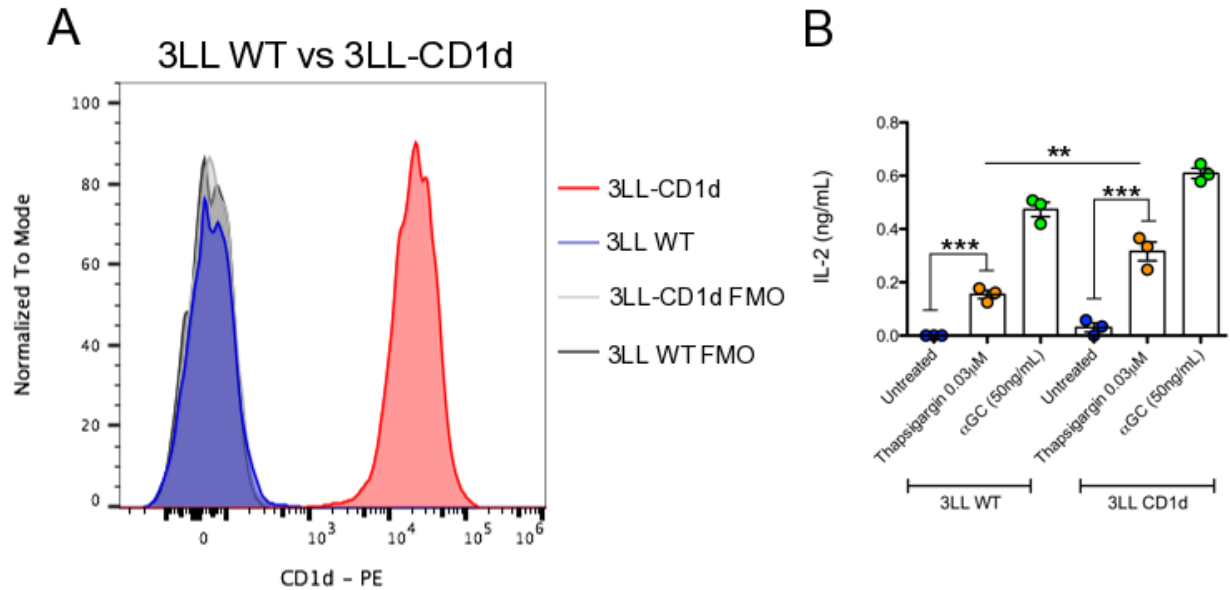 A
3LL WT vs 3LL-CD1d
Normalized To Mode
100
80
60
40
20
0
0
10³
10⁴
10⁵
10⁶
CD1d - PE
3LL-CD1d
3LL WT
3LL-CD1d FMO
3LL WT FMO
B
IL-2 (ng/mL)
0.8
0.6
0.4
0.2
0.0
**
***
***
Untreated
Thapsigargin 0.03µM
αGC (50ng/mL)
Untreated
Thapsigargin 0.03µM
αGC (50ng/mL)
3LL WT
3LL CD1d